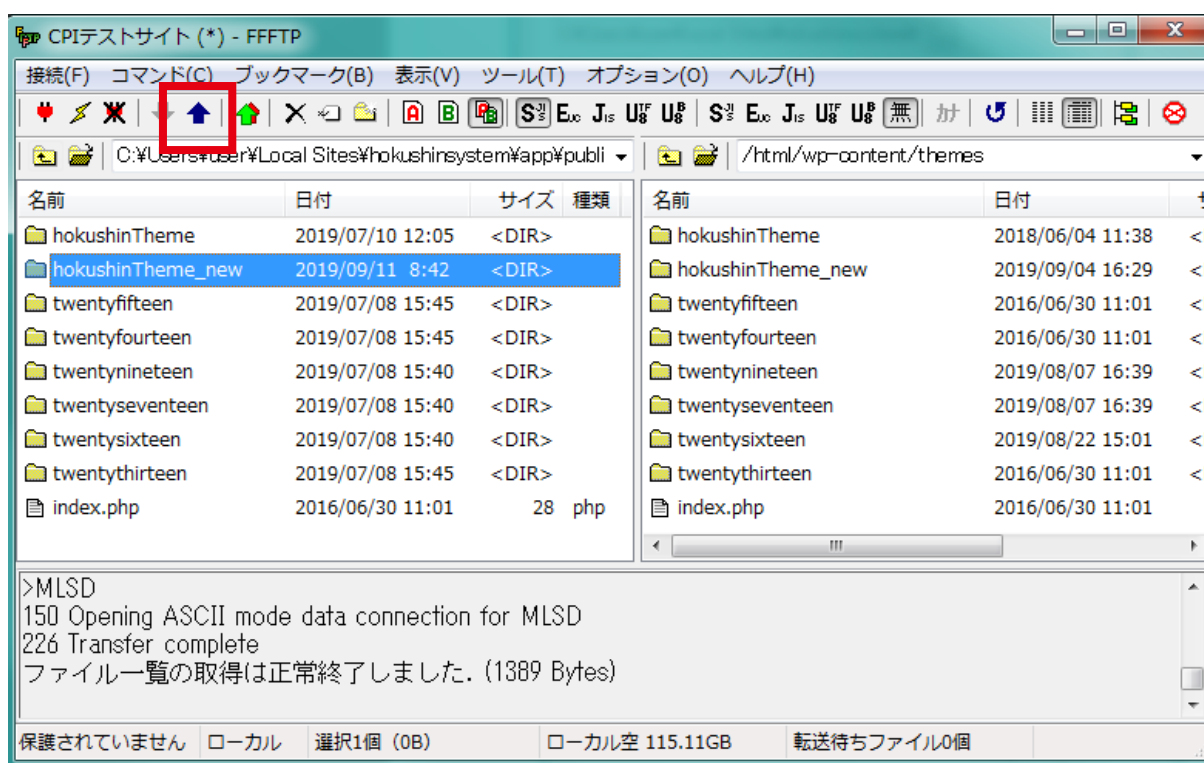 CPIテストサイト (*) - FFFTP
接続(F) コマンド(C) ブックマーク(B) 表示(V) ツール(T) オプション(O) ヘルプ(H)
A B S E J U U S E J U U 無 カナ
C:¥Users¥user¥Local Sites¥hokushinsystem¥app¥publi /html/wp-content/themes
名前 日付 サイズ 種類 名前 日付
hokushinTheme 2019/07/10 12:05 <DIR> hokushinTheme 2018/06/04 11:38 <
hokushinTheme_new 2019/09/11 8:42 <DIR> hokushinTheme_new 2019/09/04 16:29 <
twentyfifteen 2019/07/08 15:45 <DIR> twentyfifteen 2016/06/30 11:01 <
twentyfourteen 2019/07/08 15:45 <DIR> twentyfourteen 2016/06/30 11:01 <
twentynineteen 2019/07/08 15:40 <DIR> twentynineteen 2019/08/07 16:39 <
twentyseventeen 2019/07/08 15:40 <DIR> twentyseventeen 2019/08/07 16:39 <
twentysixteen 2019/07/08 15:40 <DIR> twentysixteen 2019/08/22 15:01 <
twentythirteen 2019/07/08 15:45 <DIR> twentythirteen 2016/06/30 11:01 <
index.php 2016/06/30 11:01 28 php index.php 2016/06/30 11:01
>MLSD
150 Opening ASCII mode data connection for MLSD
226 Transfer complete
ファイル一覧の取得は正常終了しました. (1389 Bytes)
保護されていません ローカル 選択1個 (0B) ローカル空 115.11GB 転送待ちファイル0個